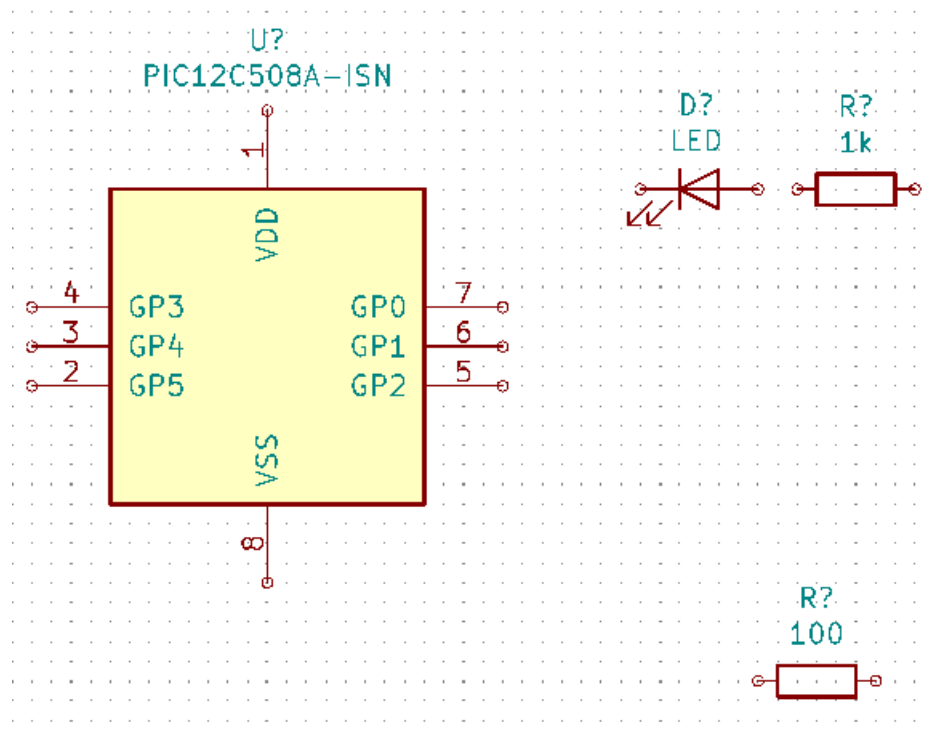 U?
PIC12C508A-ISN
1
VDD
4 GP3 GP0 7
3 GP4 GP1 6
2 GP5 GP2 5
VSS
8
D?
LED
R?
1k
R?
100